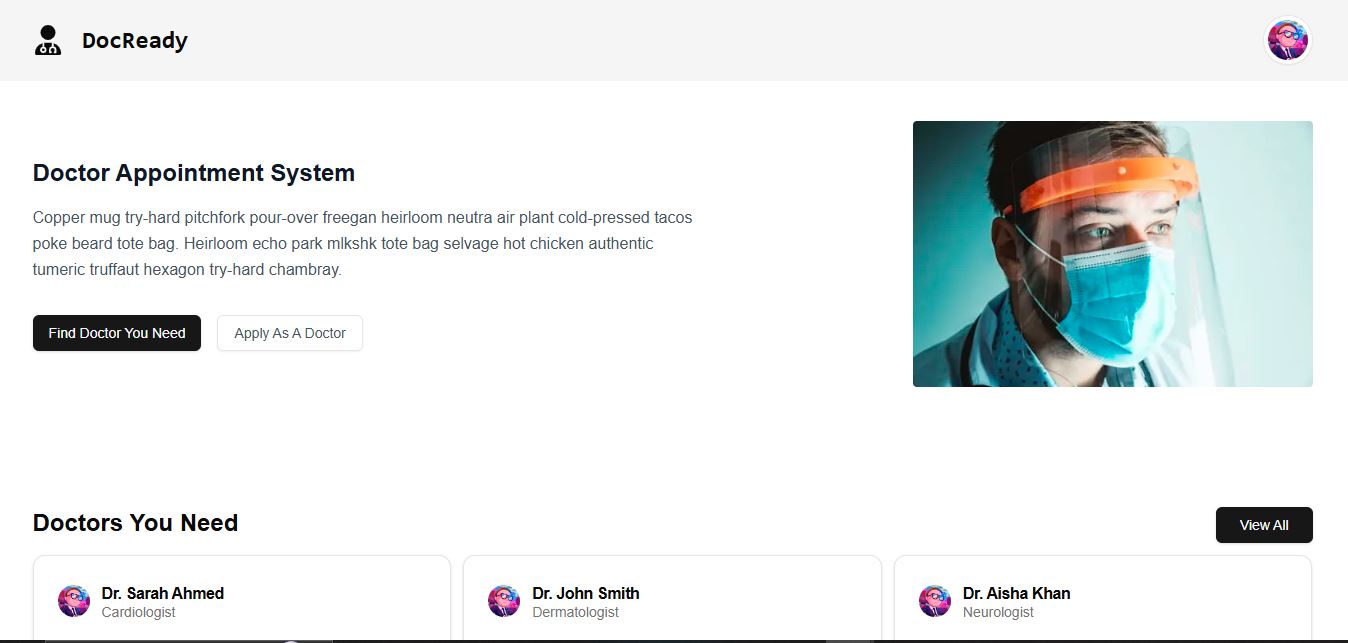 DocReady
Doctor Appointment System
Copper mug try-hard pitchfork pour-over freegan heirloom neutra air plant cold-pressed tacos
poke beard tote bag. Heirloom echo park mlkshk tote bag selvage hot chicken authentic
tumeric truffaut hexagon try-hard chambray.
Find Doctor You Need
Apply As A Doctor
Doctors You Need
View All
Dr. Sarah Ahmed
Cardiologist
Dr. John Smith
Dermatologist
Dr. Aisha Khan
Neurologist